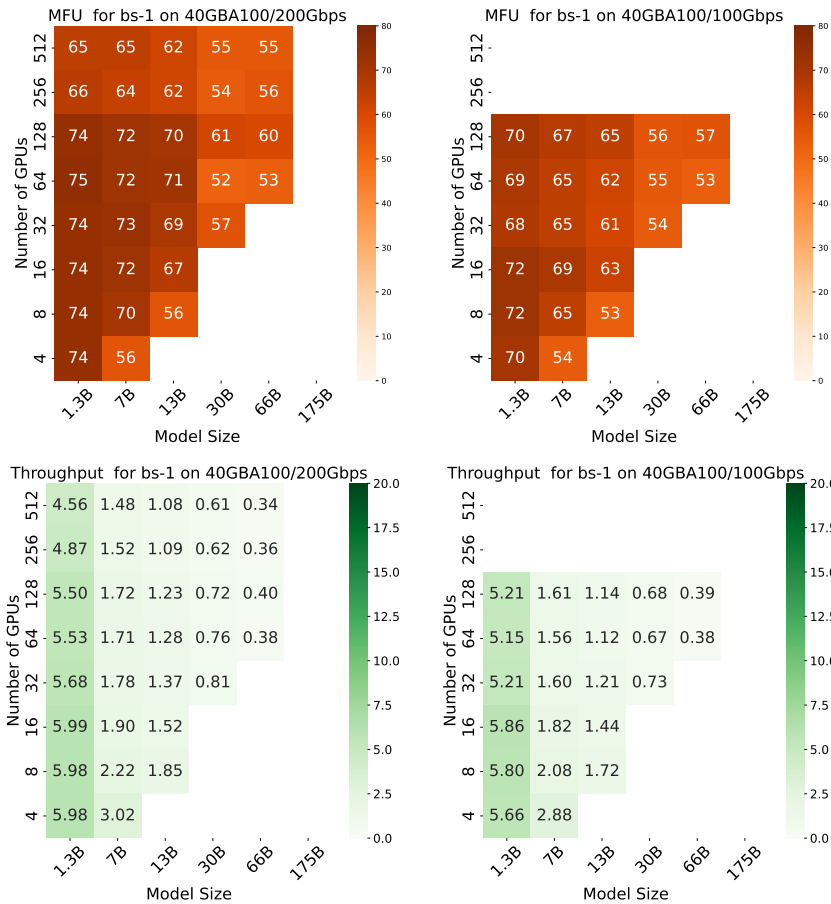 MFU for bs-1 on 40GBA100/200Gbps
Number of GPUs
512 65 65 62 55 55
256 66 64 62 54 56
128 74 72 70 61 60
64 75 72 71 52 53
32 74 73 69 57
16 74 72 67
8 74 70 56
4 74 56
1.3B 7B 13B 30B 66B 175B
Model Size
80
70
60
50
40
30
20
10
0
MFU for bs-1 on 40GBA100/100Gbps
Number of GPUs
512
256
128 70 67 65 56 57
64 69 65 62 55 53
32 68 65 61 54
16 72 69 63
8 72 65 53
4 70 54
1.3B 7B 13B 30B 66B 175B
Model Size
80
70
60
50
40
30
20
10
0
Throughput for bs-1 on 40GBA100/200Gbps
Number of GPUs
512 4.56 1.48 1.08 0.61 0.34
256 4.87 1.52 1.09 0.62 0.36
128 5.50 1.72 1.23 0.72 0.40
64 5.53 1.71 1.28 0.76 0.38
32 5.68 1.78 1.37 0.81
16 5.99 1.90 1.52
8 5.98 2.22 1.85
4 5.98 3.02
1.3B 7B 13B 30B 66B 175B
Model Size
20.0
17.5
15.0
12.5
10.0
7.5
5.0
2.5
0.0
Throughput for bs-1 on 40GBA100/100Gbps
Number of GPUs
512
256
128 5.21 1.61 1.14 0.68 0.39
64 5.15 1.56 1.12 0.67 0.38
32 5.21 1.60 1.21 0.73
16 5.86 1.82 1.44
8 5.80 2.08 1.72
4 5.66 2.88
1.3B 7B 13B 30B 66B 175B
Model Size
20.0
17.5
15.0
12.5
10.0
7.5
5.0
2.5
0.0